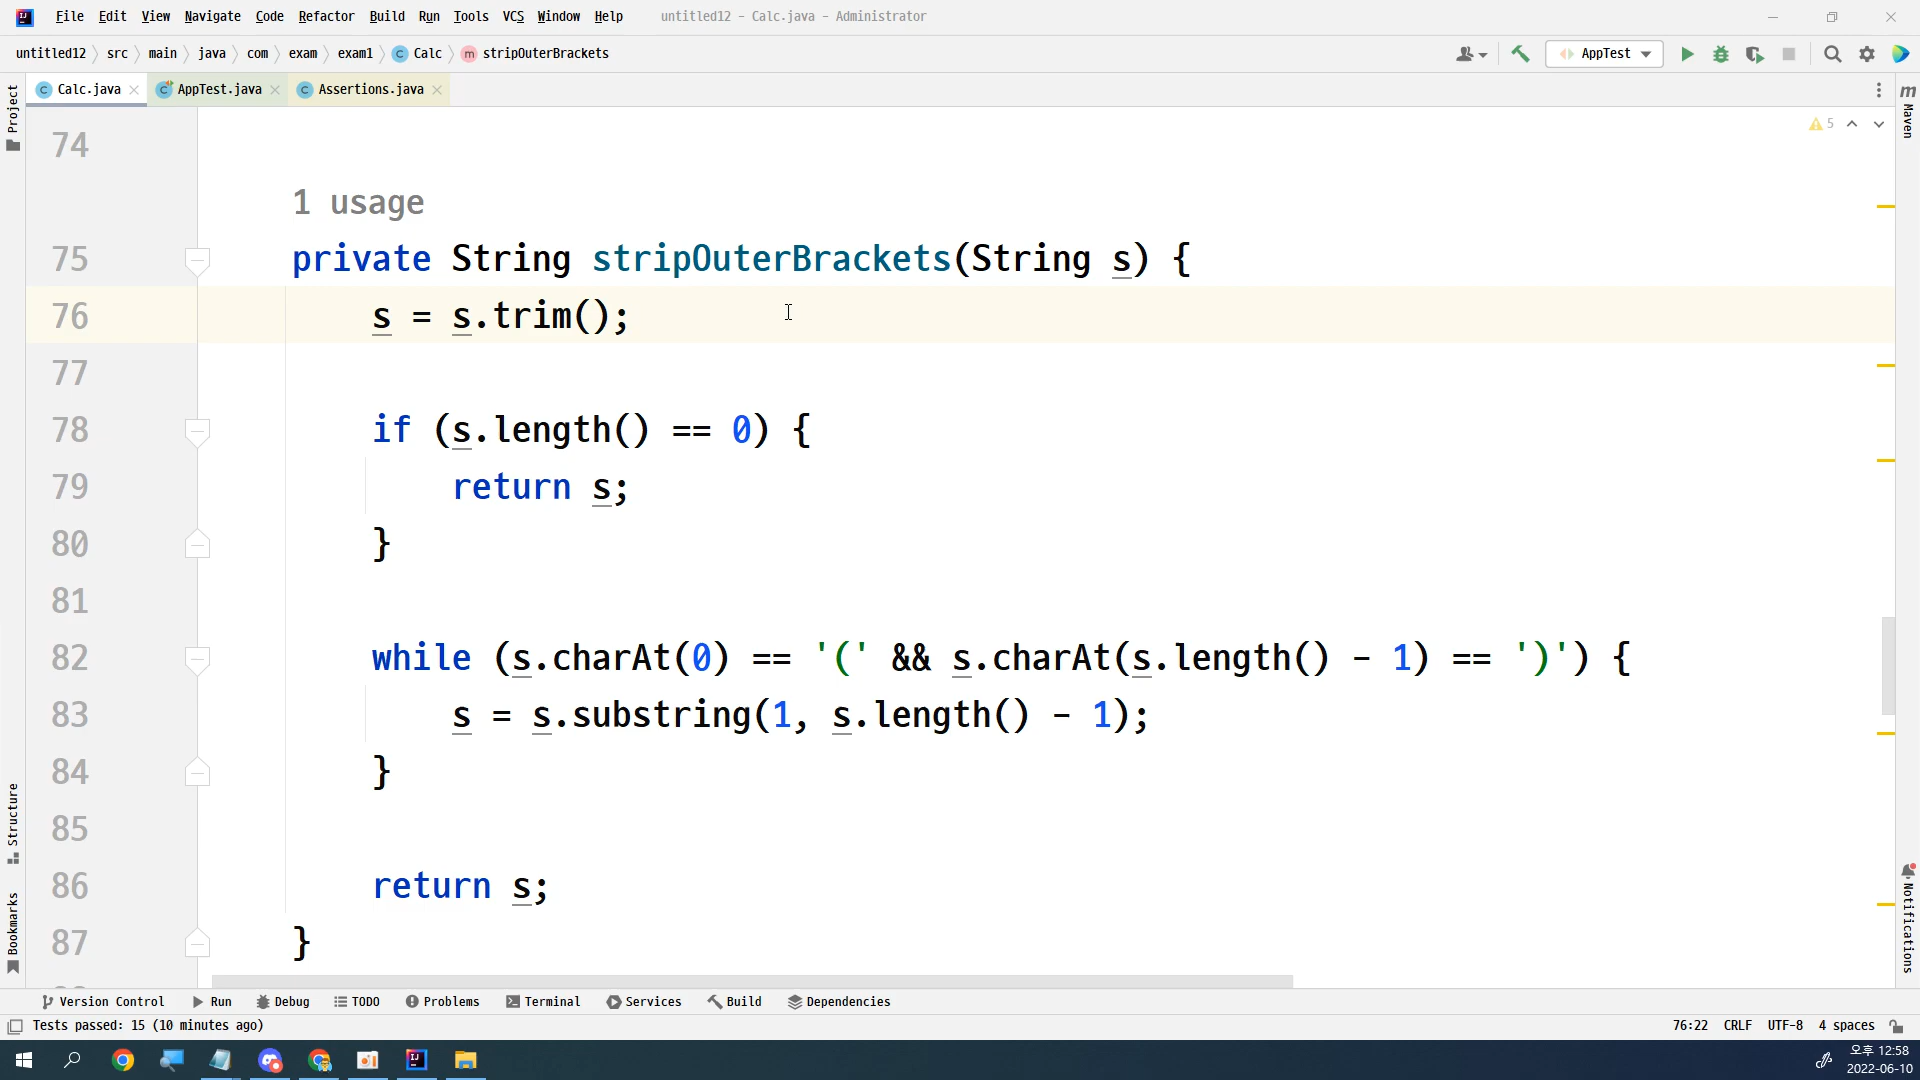 File Edit View Navigate Code Refactor Build Run Tools VCS Window Help untitled12 - Calc.java - Administrator
untitled12 src main java com exam exam1 Calc stripOuterBrackets AppTest
Calc.java AppTest.java Assertions.java
Project
Maven
5
74
1 usage
75 private String stripOuterBrackets(String s) {
76 s = s.trim();
77
78 if (s.length() == 0) {
79 return s;
80 }
81
82 while (s.charAt(0) == '(' && s.charAt(s.length() - 1) == ')') {
83 s = s.substring(1, s.length() - 1);
84 }
85
86 return s;
87 }
Structure
Bookmarks
Notifications
Version Control Run Debug TODO Problems Terminal Services Build Dependencies
Tests passed: 15 (10 minutes ago) 76:22 CRLF UTF-8 4 spaces
오후 12:58
2022-06-10